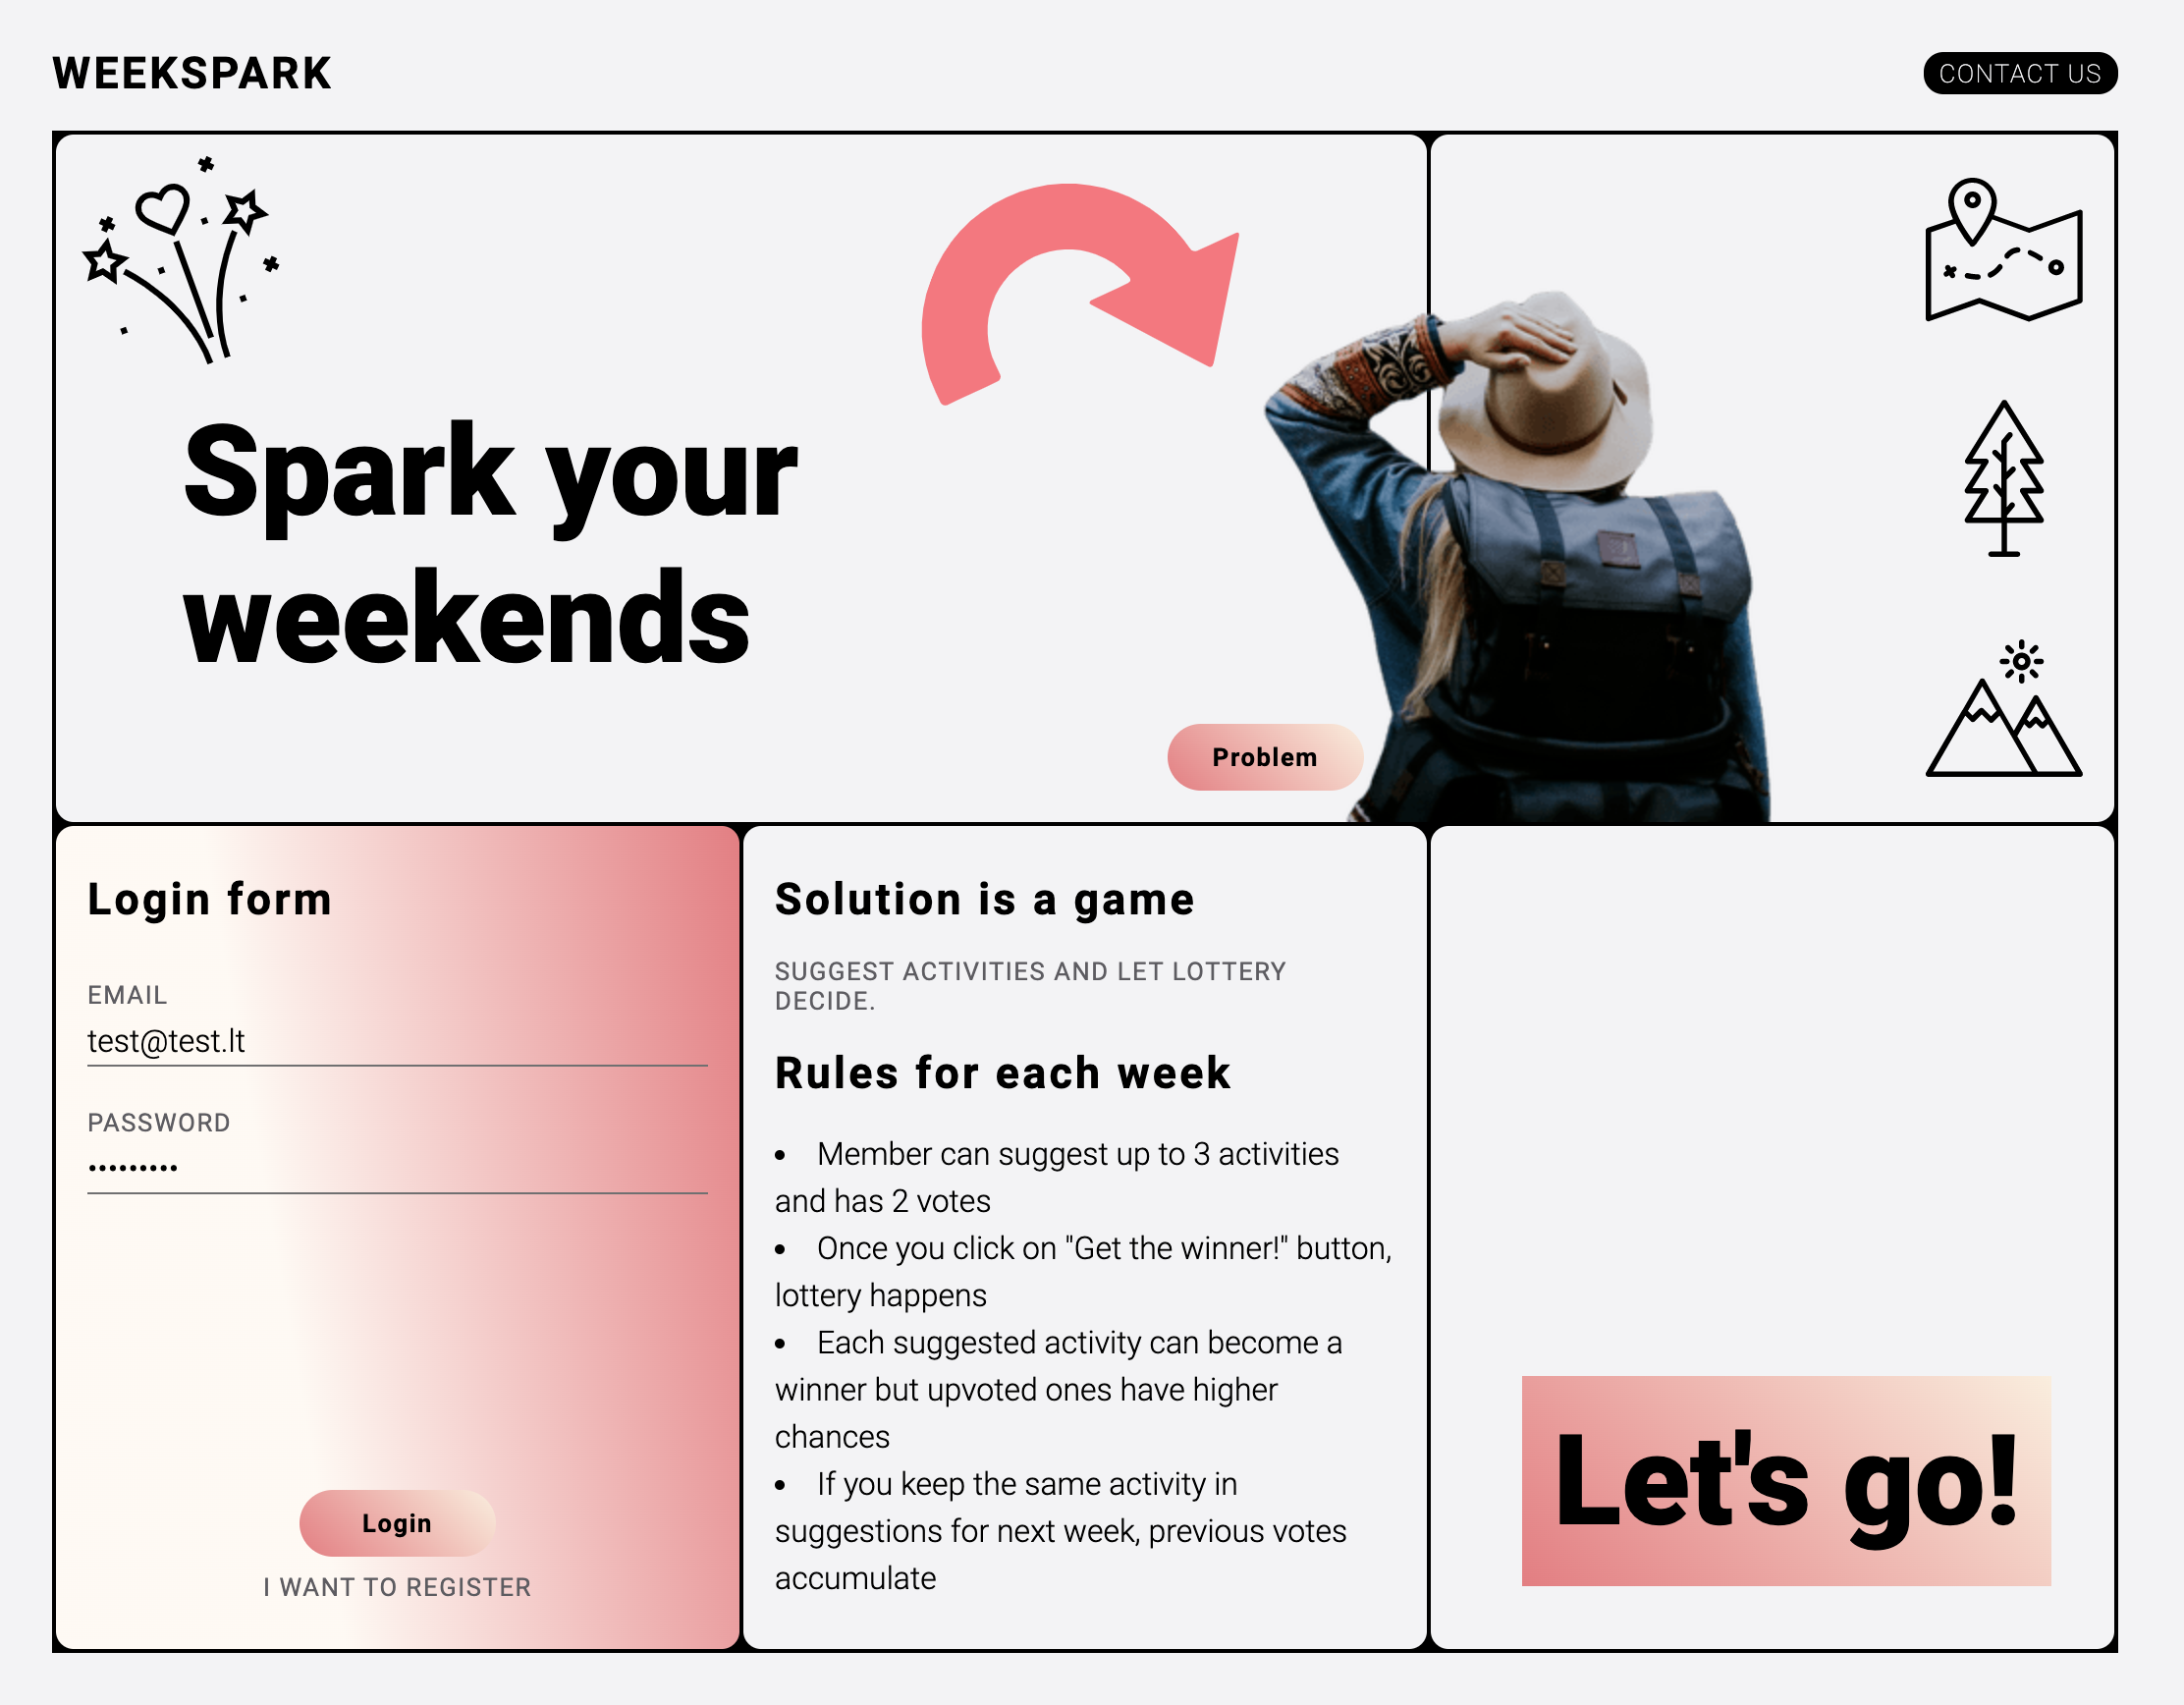 WEEKSPARK
CONTACT US
Spark your
weekends
Problem
Login form
EMAIL
test@test.lt
PASSWORD
•••••••••
Login
I WANT TO REGISTER
Solution is a game
SUGGEST ACTIVITIES AND LET LOTTERY
DECIDE.
Rules for each week
• Member can suggest up to 3 activities
and has 2 votes
• Once you click on "Get the winner!" button,
lottery happens
• Each suggested activity can become a
winner but upvoted ones have higher
chances
• If you keep the same activity in
suggestions for next week, previous votes
accumulate
Let's go!